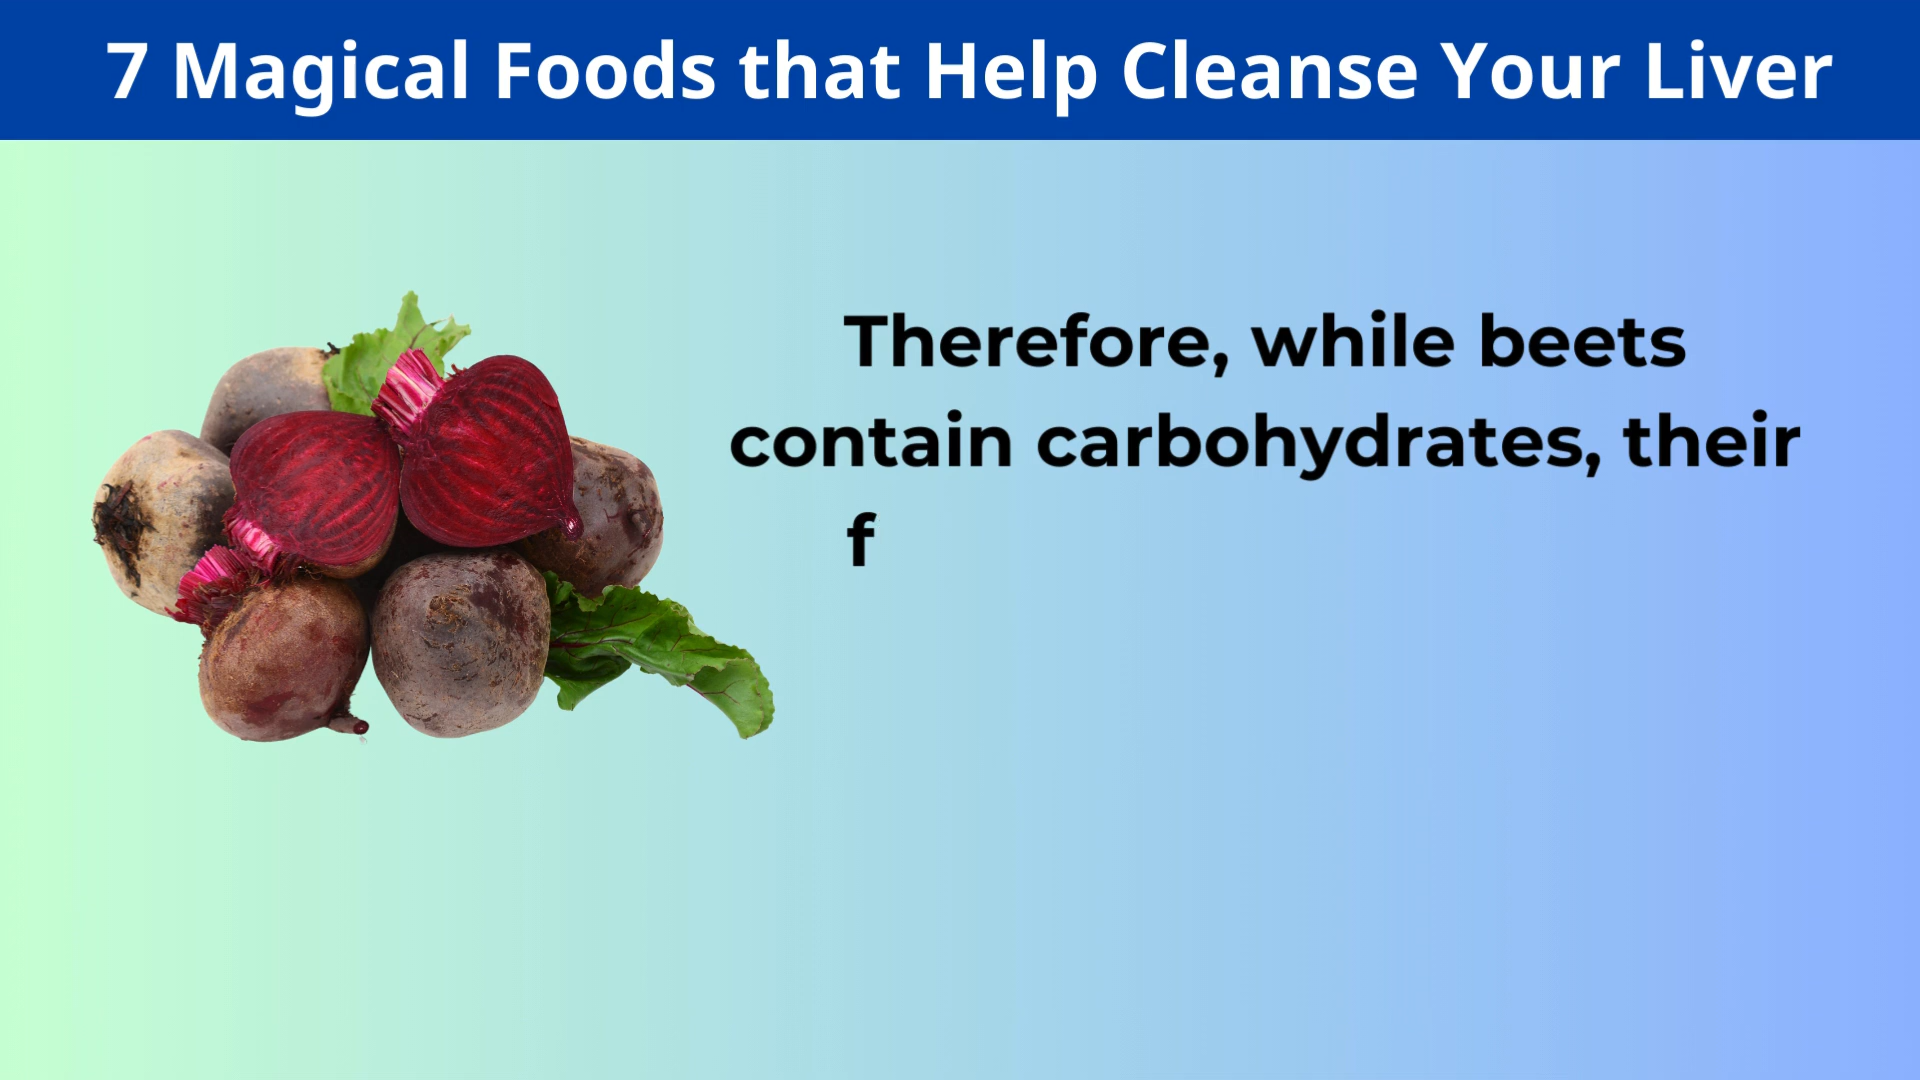 7 Magical Foods that Help Cleanse Your Liver
Therefore, while beets
contain carbohydrates, their
f